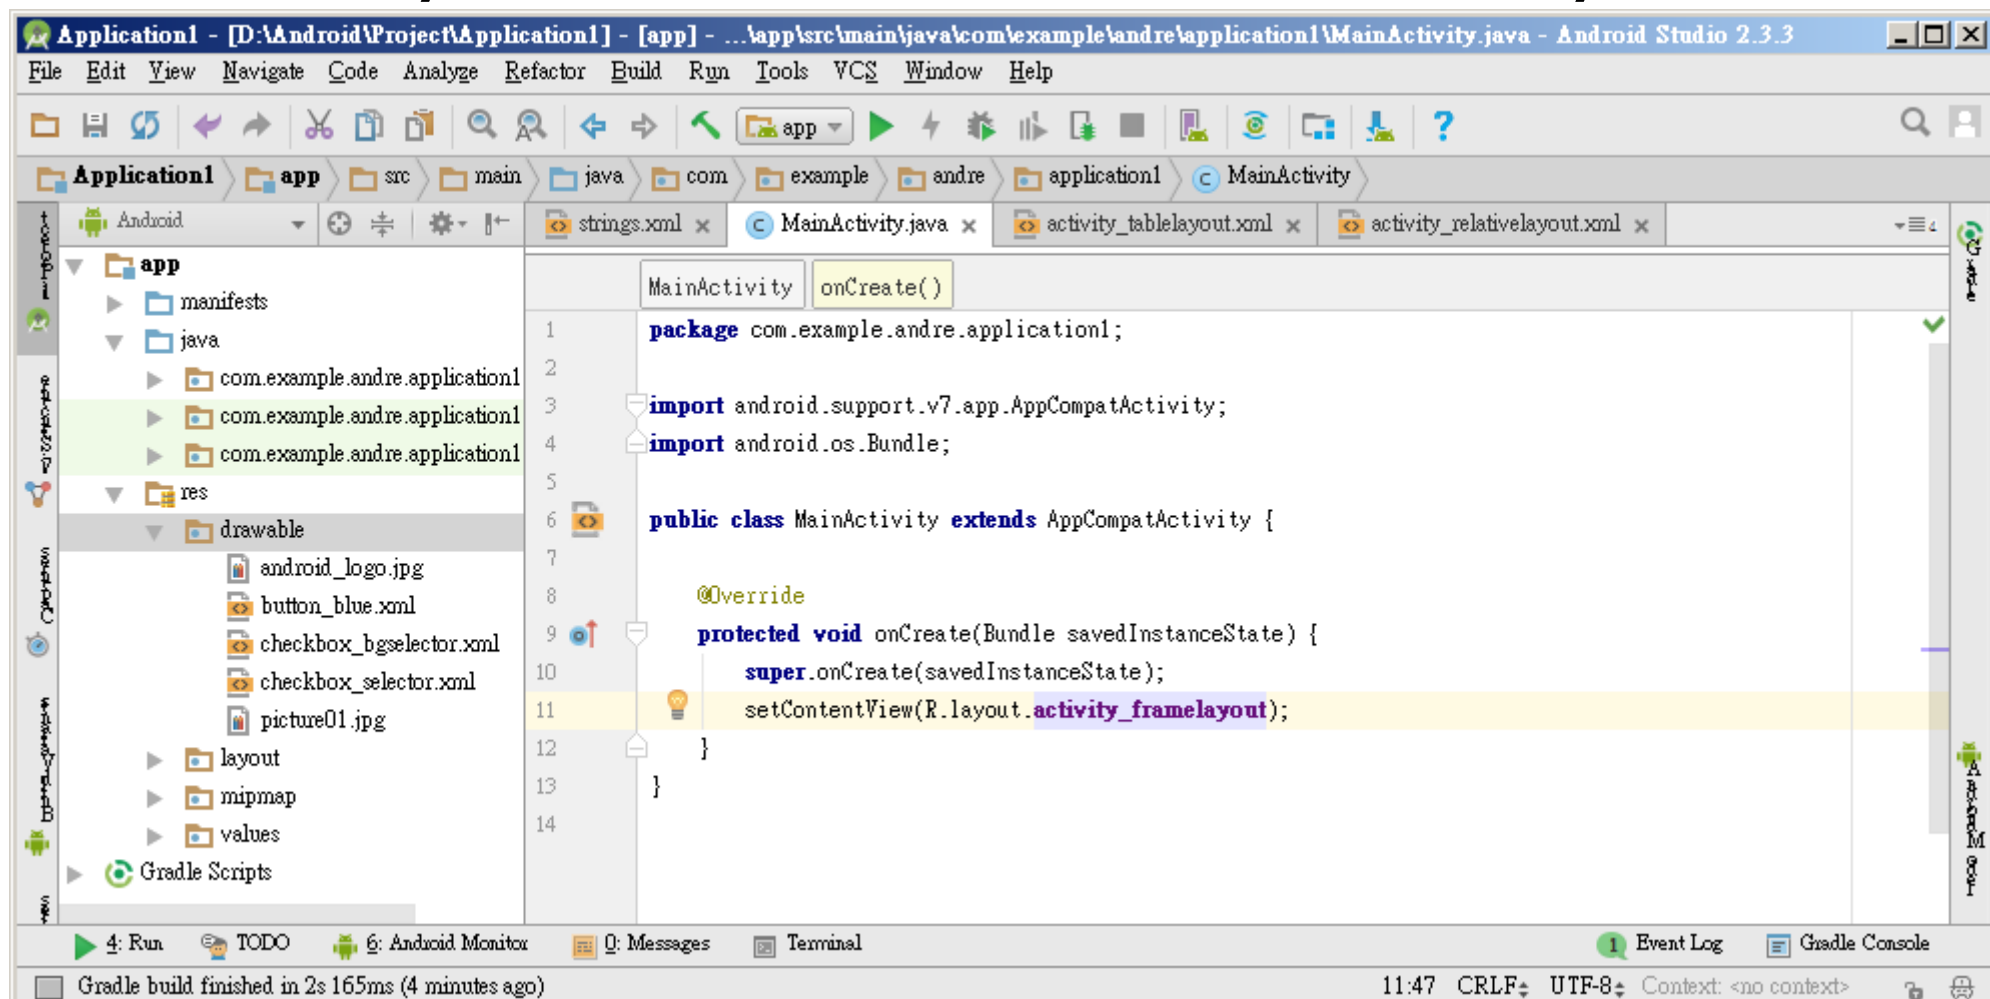 Application1 - [D:\Android\Project\Application1] - [app] - ...\app\src\main\java\com\example\andre\application1\MainActivity.java - Android Studio 2.3.3
File Edit View Navigate Code Analyze Refactor Build Run Tools VCS Window Help
app
Application1 app src main java com example andre application1 MainActivity
Android
strings.xml MainActivity.java activity_tablelayout.xml activity_relativelayout.xml
MainActivity onCreate()
app
manifests
java
com.example.andre.application1
com.example.andre.application1
com.example.andre.application1
res
drawable
android_logo.jpg
button_blue.xml
checkbox_bgselector.xml
checkbox_selector.xml
picture01.jpg
layout
mipmap
values
Gradle Scripts
1 package com.example.andre.application1;
2
3 import android.support.v7.app.AppCompatActivity;
4 import android.os.Bundle;
5
6 public class MainActivity extends AppCompatActivity {
7
8 @Override
9 protected void onCreate(Bundle savedInstanceState) {
10 super.onCreate(savedInstanceState);
11 setContentView(R.layout.activity_framelayout);
12 }
13 }
14
4: Run TODO 6: Android Monitor 0: Messages Terminal 1 Event Log Gradle Console
Gradle build finished in 2s 165ms (4 minutes ago) 11:47 CRLF UTF-8 Context: <no context>